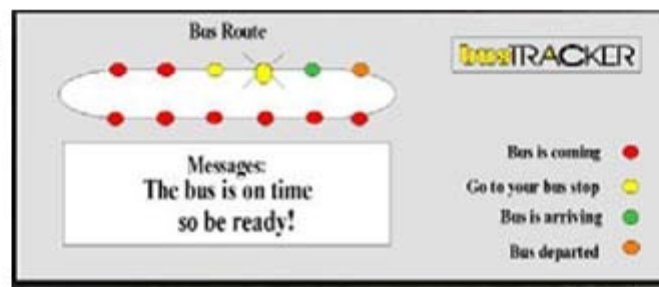 Bus Route
busTRACKER
Messages:
The bus is on time
so be ready!
Bus is coming
Go to your bus stop
Bus is arriving
Bus departed